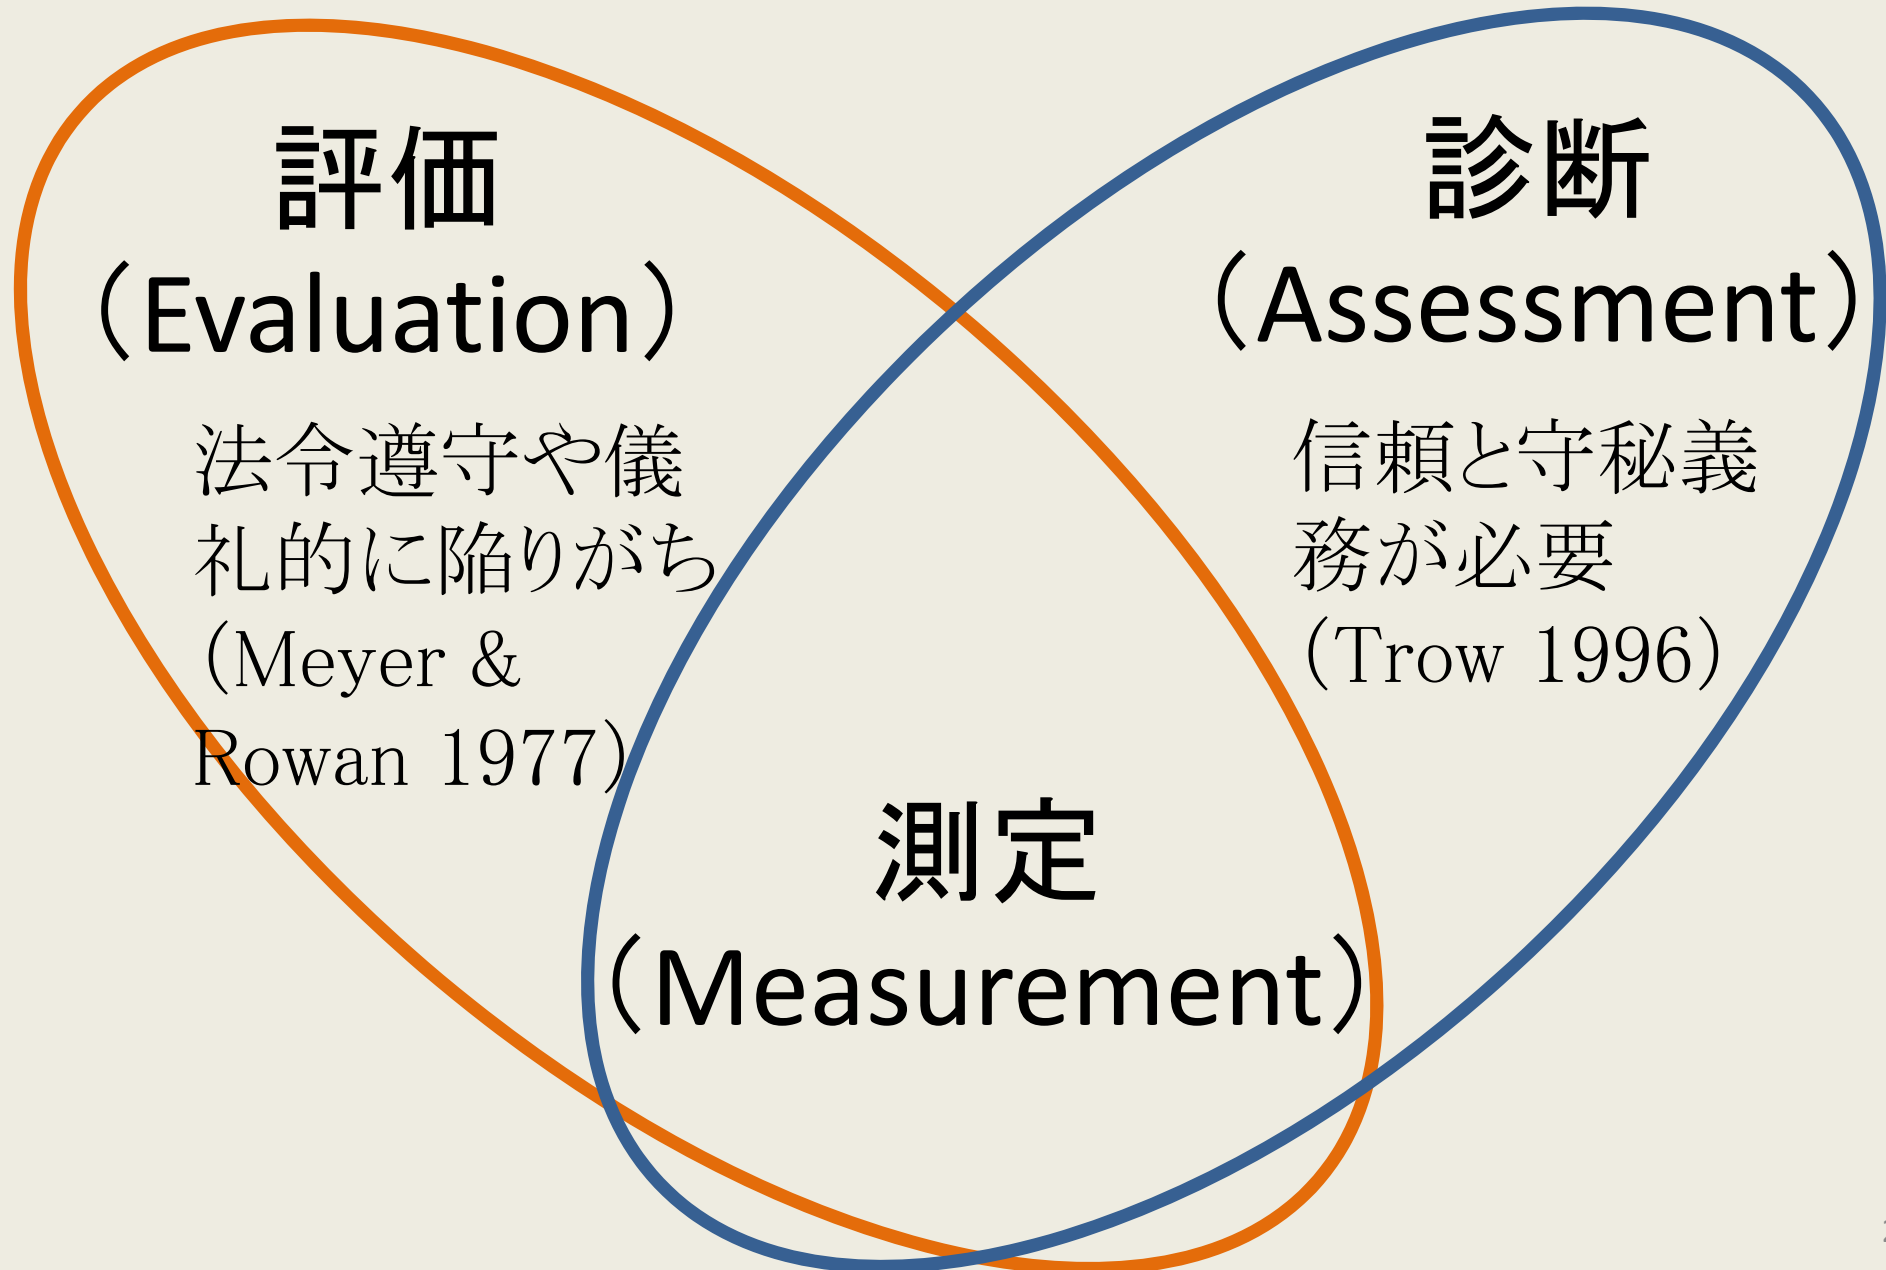 評価
（Evaluation）
法令遵守や儀
礼的に陥りがち
（Meyer &
Rowan 1977）
診断
（Assessment）
信頼と守秘義
務が必要
（Trow 1996）
測定
（Measurement）